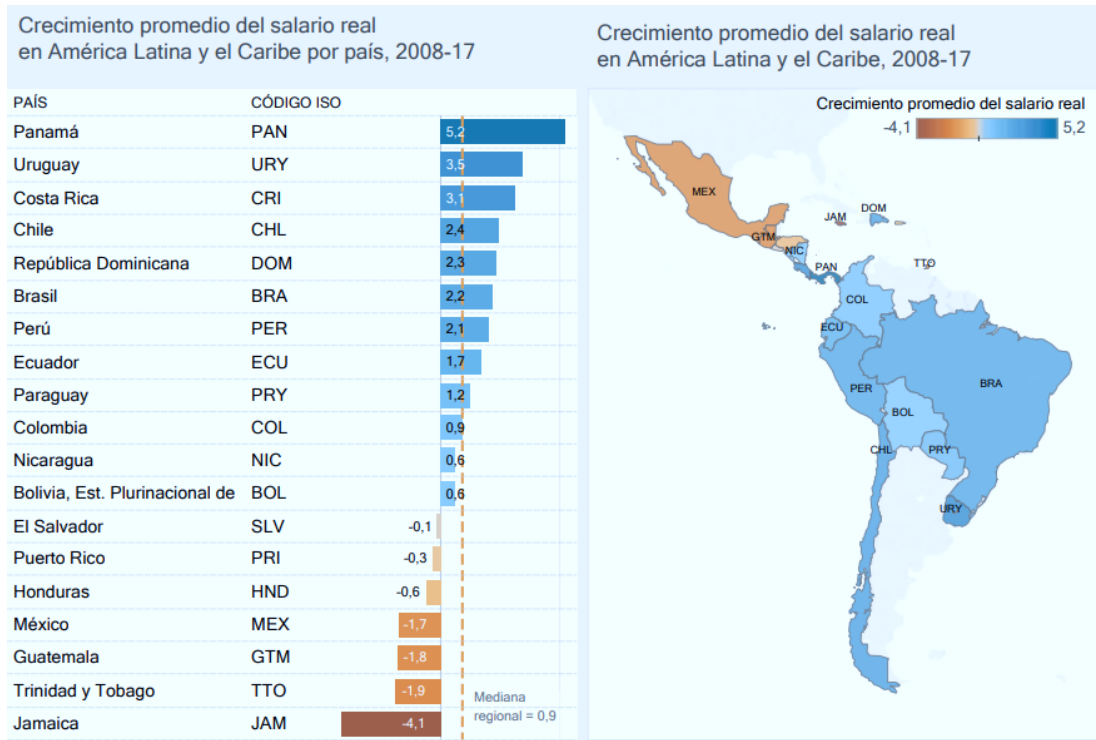 Crecimiento promedio del salario real
en América Latina y el Caribe por país, 2008-17
PAÍS CÓDIGO ISO
Panamá PAN 5,2
Uruguay URY 3,5
Costa Rica CRI 3,1
Chile CHL 2,4
República Dominicana DOM 2,3
Brasil BRA 2,2
Perú PER 2,1
Ecuador ECU 1,7
Paraguay PRY 1,2
Colombia COL 0,9
Nicaragua NIC 0,6
Bolivia, Est. Plurinacional de BOL 0,6
El Salvador SLV -0,1
Puerto Rico PRI -0,3
Honduras HND -0,6
México MEX -1,7
Guatemala GTM -1,8
Trinidad y Tobago TTO -1,9
Jamaica JAM -4,1
Mediana
regional = 0,9
Crecimiento promedio del salario real
en América Latina y el Caribe, 2008-17
Crecimiento promedio del salario real
-4,1 5,2
MEX
DOM
JAM
GTM
NIC
PAN
TTO
COL
ECU
PER
BRA
BOL
CHL
PRY
URY